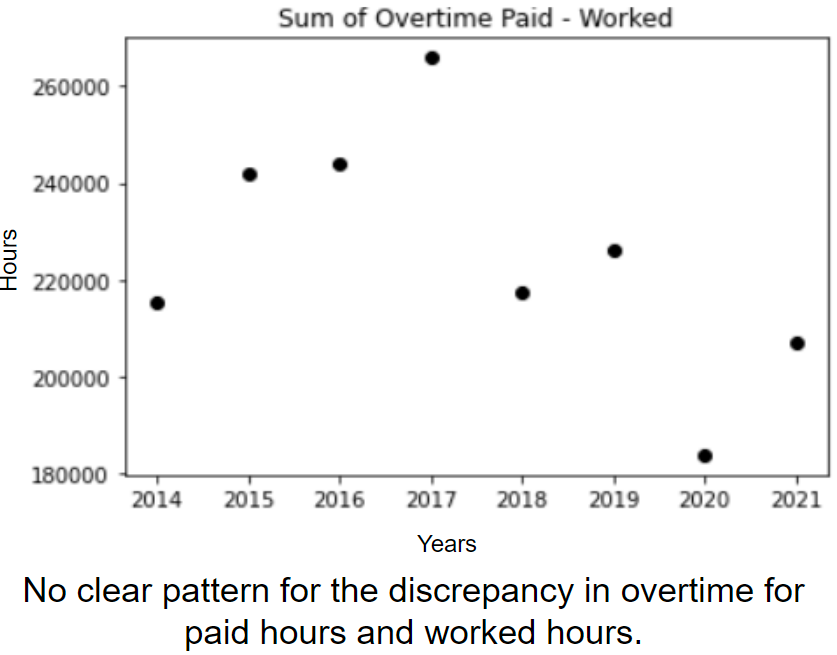 Sum of Overtime Paid - Worked
260000
240000
220000
200000
180000
Hours
2014 2015 2016 2017 2018 2019 2020 2021
Years
No clear pattern for the discrepancy in overtime for
paid hours and worked hours.